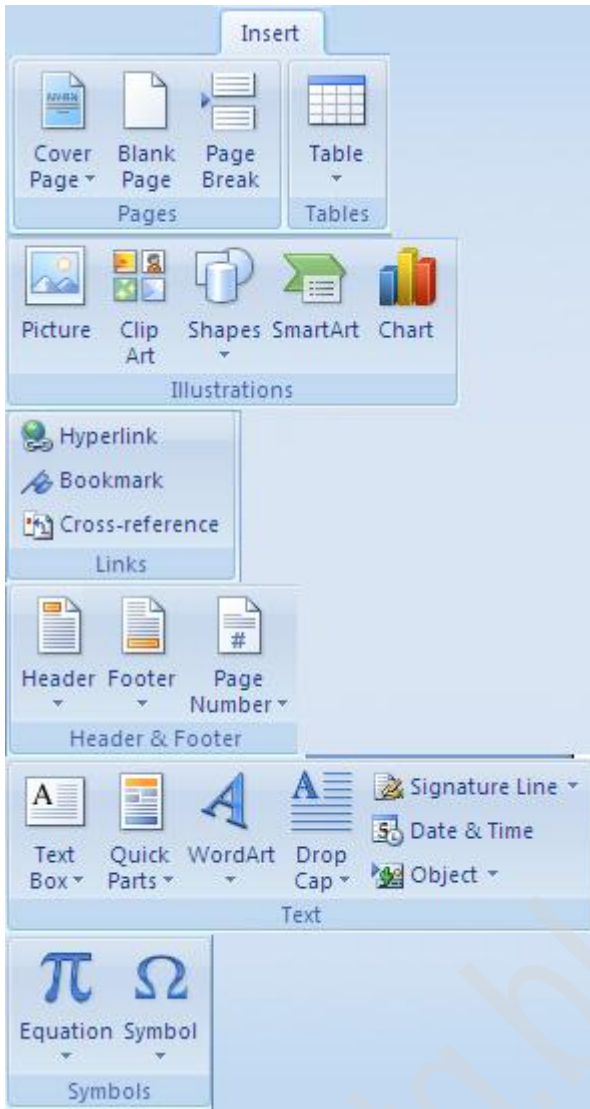 Insert
Cover Page
Blank Page
Page Break
Table
Pages
Tables
Picture
Clip Art
Shapes
SmartArt
Chart
Illustrations
Hyperlink
Bookmark
Cross-reference
Links
Header
Footer
Page Number
#
Header & Footer
A
Text Box
Quick Parts
A
WordArt
A
Drop Cap
Signature Line
5
Date & Time
Object
Text
π
Equation
Ω
Symbol
Symbols